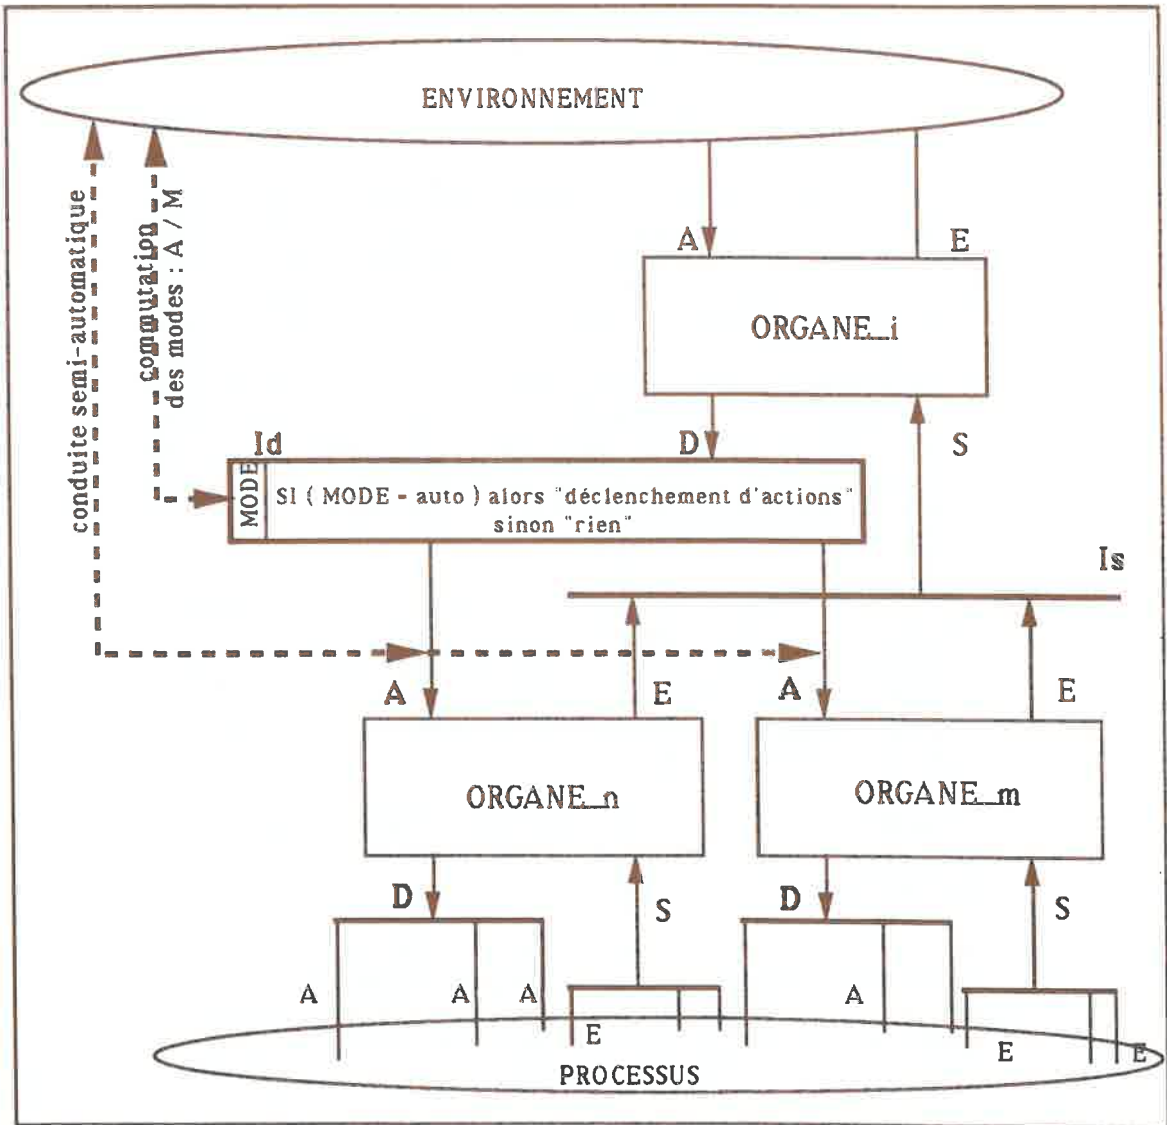 ENVIRONNEMENT
conduite semi-automatique
commutation
des modes : A / M
A
E
ORGANE_i
D
S
Id
MODE
SI ( MODE = auto ) alors "déclenchement d'actions"
sinon "rien"
Is
A
E
A
E
ORGANE_n
ORGANE_m
D
S
D
S
A
A
A
A
E
E
E
PROCESSUS